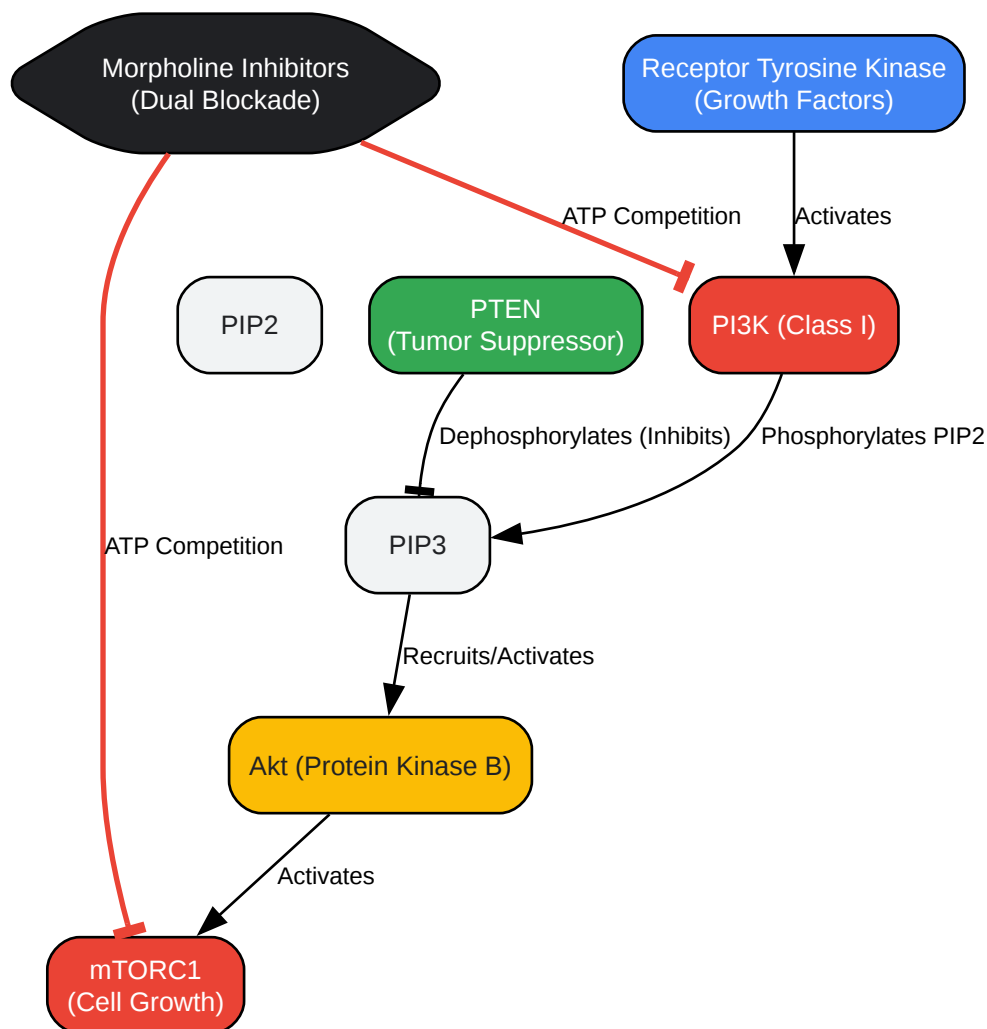 Morpholine Inhibitors
(Dual Blockade)
Receptor Tyrosine Kinase
(Growth Factors)
ATP Competition
Activates
PIP2
PTEN
(Tumor Suppressor)
PI3K (Class I)
Dephosphorylates (Inhibits)
Phosphorylates PIP2
PIP3
ATP Competition
Recruits/Activates
Akt (Protein Kinase B)
Activates
mTORC1
(Cell Growth)